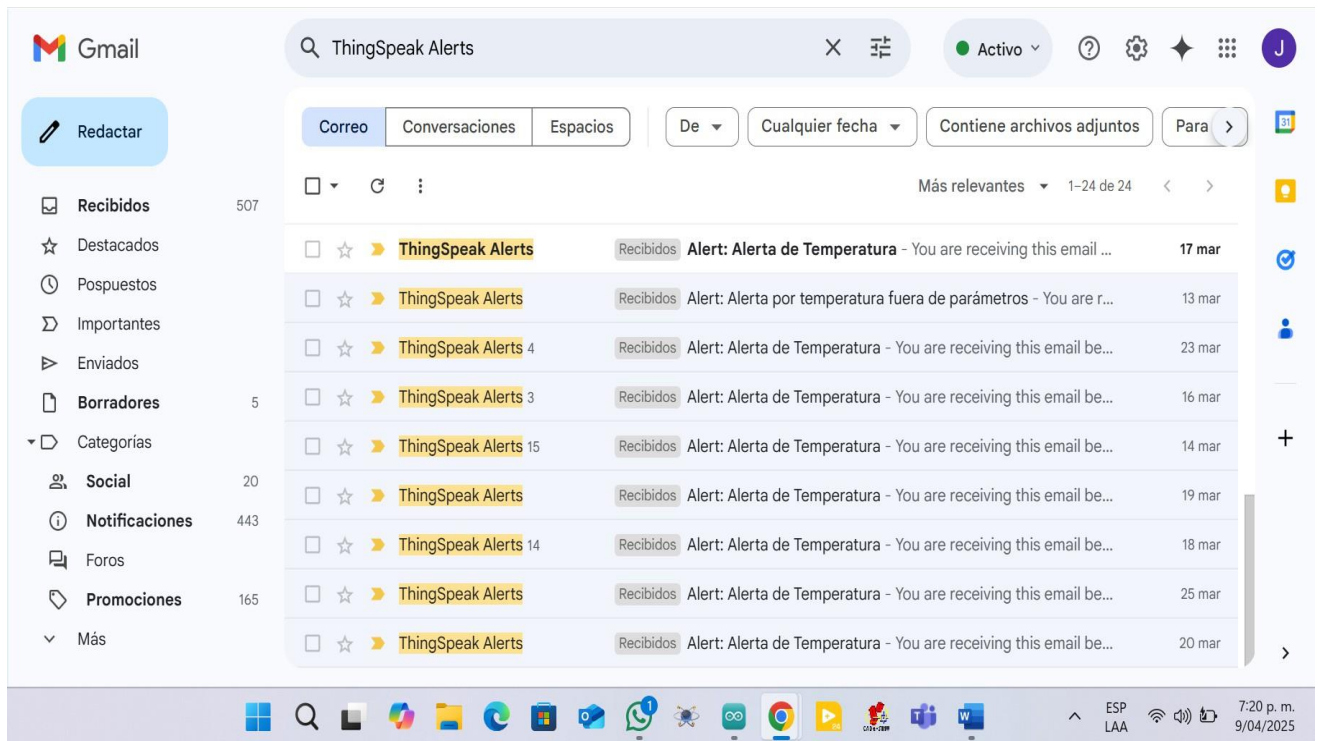 Gmail
ThingSpeak Alerts
Activo
J
Redactar
Correo Conversaciones Espacios De Cualquier fecha Contiene archivos adjuntos Para
31
Más relevantes 1–24 de 24
Recibidos 507
Destacados
Pospuestos
Importantes
Enviados
Borradores 5
Categorías
Social 20
Notificaciones 443
Foros
Promociones 165
Más
ThingSpeak Alerts Recibidos Alert: Alerta de Temperatura - You are receiving this email ... 17 mar
ThingSpeak Alerts Recibidos Alert: Alerta por temperatura fuera de parámetros - You are r... 13 mar
ThingSpeak Alerts 4 Recibidos Alert: Alerta de Temperatura - You are receiving this email be... 23 mar
ThingSpeak Alerts 3 Recibidos Alert: Alerta de Temperatura - You are receiving this email be... 16 mar
ThingSpeak Alerts 15 Recibidos Alert: Alerta de Temperatura - You are receiving this email be... 14 mar
ThingSpeak Alerts Recibidos Alert: Alerta de Temperatura - You are receiving this email be... 19 mar
ThingSpeak Alerts 14 Recibidos Alert: Alerta de Temperatura - You are receiving this email be... 18 mar
ThingSpeak Alerts Recibidos Alert: Alerta de Temperatura - You are receiving this email be... 25 mar
ThingSpeak Alerts Recibidos Alert: Alerta de Temperatura - You are receiving this email be... 20 mar
1
ESP
LAA
7:20 p. m.
9/04/2025